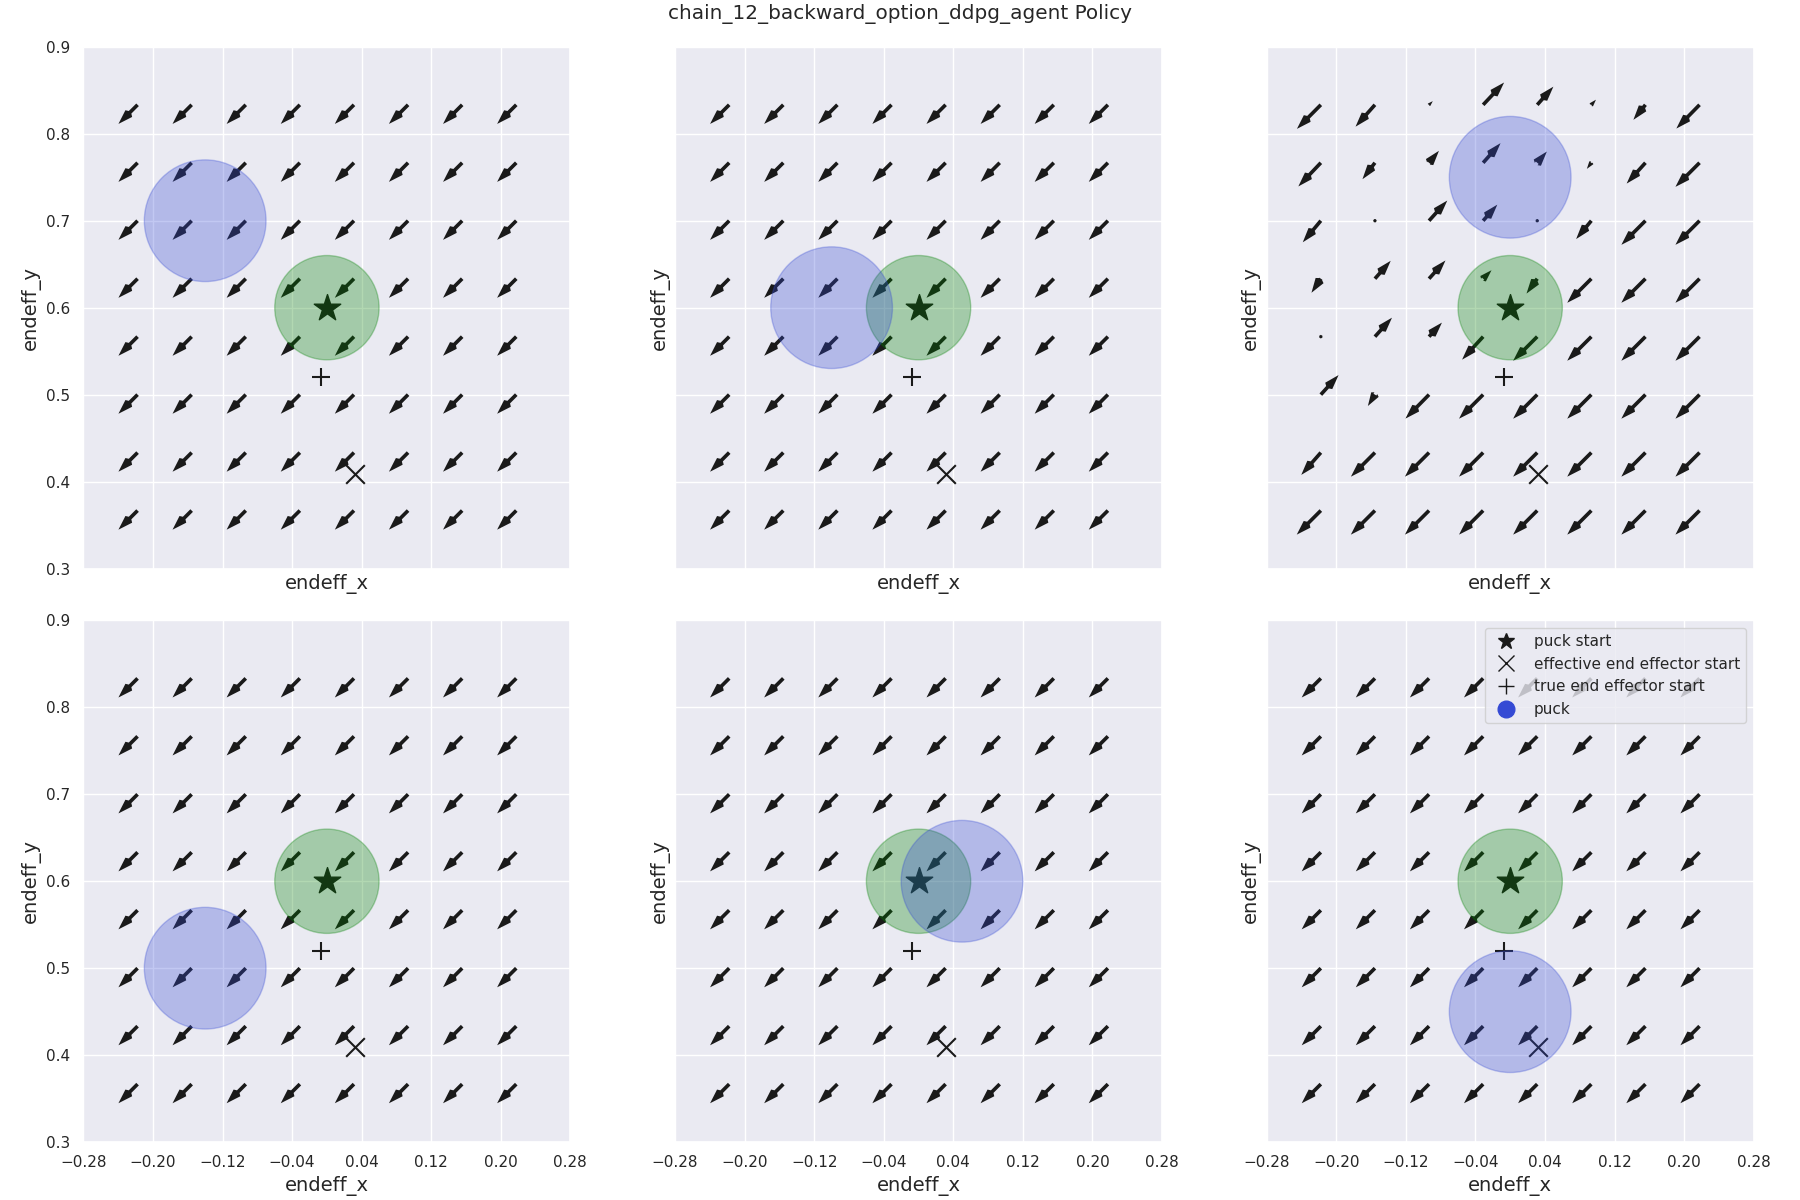 chain_12_backward_option_ddpg_agent Policy
0.9
0.8
0.7
0.6
0.5
0.4
0.3
endeff_y
endeff_x
endeff_y
endeff_x
endeff_y
endeff_x
0.9
0.8
0.7
0.6
0.5
0.4
0.3
endeff_y
−0.28 −0.20 −0.12 −0.04 0.04 0.12 0.20 0.28
endeff_x
endeff_y
−0.28 −0.20 −0.12 −0.04 0.04 0.12 0.20 0.28
endeff_x
puck start
effective end effector start
true end effector start
puck
endeff_y
−0.28 −0.20 −0.12 −0.04 0.04 0.12 0.20 0.28
endeff_x